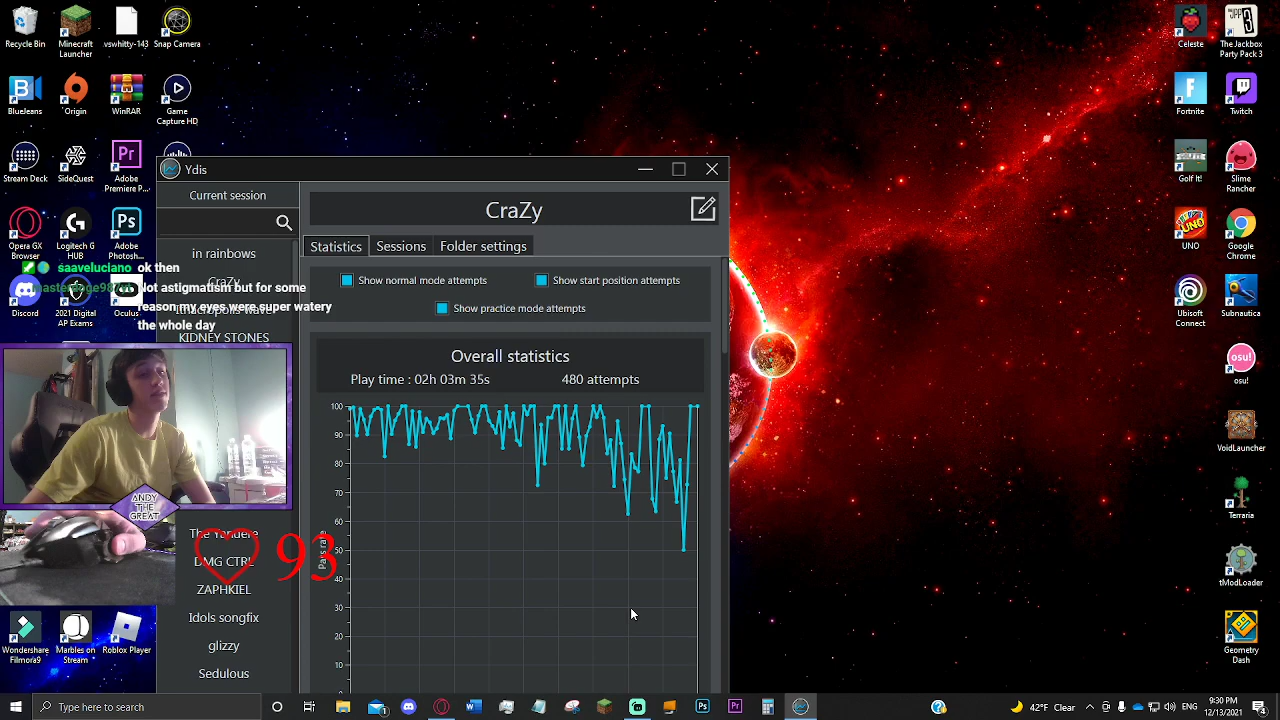 Recycle Bin
Minecraft Launcher
.vswhitty-143
Snap Camera
Celeste
The Jackbox Party Pack 3
BlueJeans
Origin
WinRAR
Game Capture HD
Fortnite
Twitch
Stream Deck
SideQuest
Adobe Premiere P...
Golf It!
Slime Rancher
Opera GX Browser
Logitech G HUB
Adobe Photosh...
UNO
Google Chrome
Discord
2021 Digital AP Exams
Oculus
Ubisoft Connect
Subnautica
osu!
VoidLauncher
Terraria
tModLoader
Geometry Dash
Wondershare Filmora9
Marbles on Stream
Roblox Player
Ydis
Current session
CraZy
in rainbows
CraZy
KIDNEY STONES
DMG CTRL
ZAPHKIEL
Idols songfix
glizzy
Sedulous
Statistics
Sessions
Folder settings
Show normal mode attempts
Show start position attempts
Show practice mode attempts
Overall statistics
Play time : 02h 03m 35s
480 attempts
100
90
80
70
60
50
40
30
20
10
Pass rate
saaveluciano ok then
Not astigmatism but for some
reason my eyes were super watery
the whole day
ANDY
THE
GREAT
93
Type here to search
42°F Clear
9:30 PM
12/13/2021